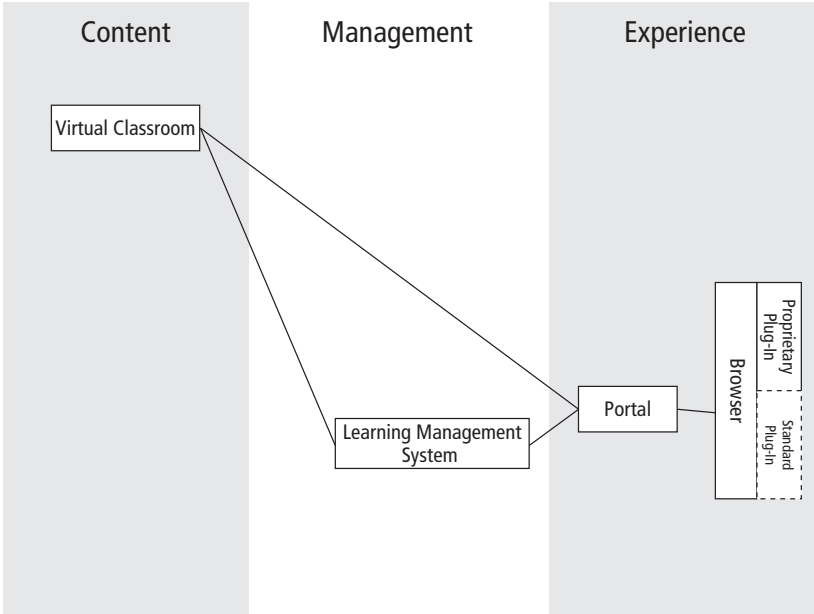 Content
Management
Experience
Virtual Classroom
Learning Management
System
Portal
Browser
Proprietary
Plug-In
Standard
Plug-In